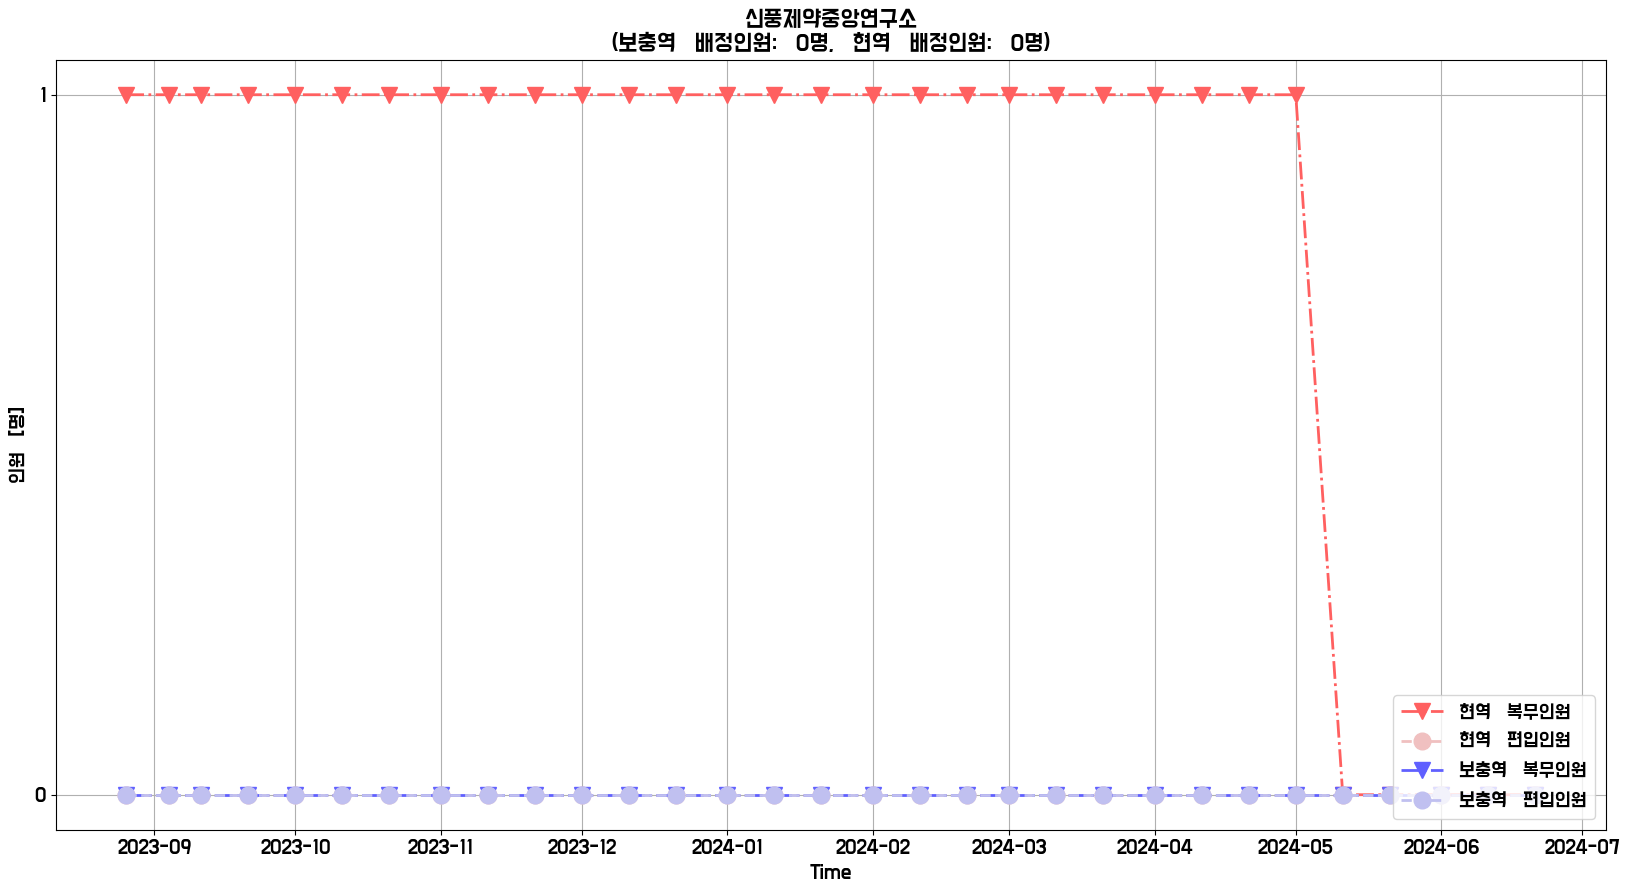 신풍제약중앙연구소
(보충역 배정인원: 0명, 현역 배정인원: 0명)
인원 [명]
1
0
현역 복무인원
현역 편입인원
보충역 복무인원
보충역 편입인원
2023-09 2023-10 2023-11 2023-12 2024-01 2024-02 2024-03 2024-04 2024-05 2024-06 2024-07
Time